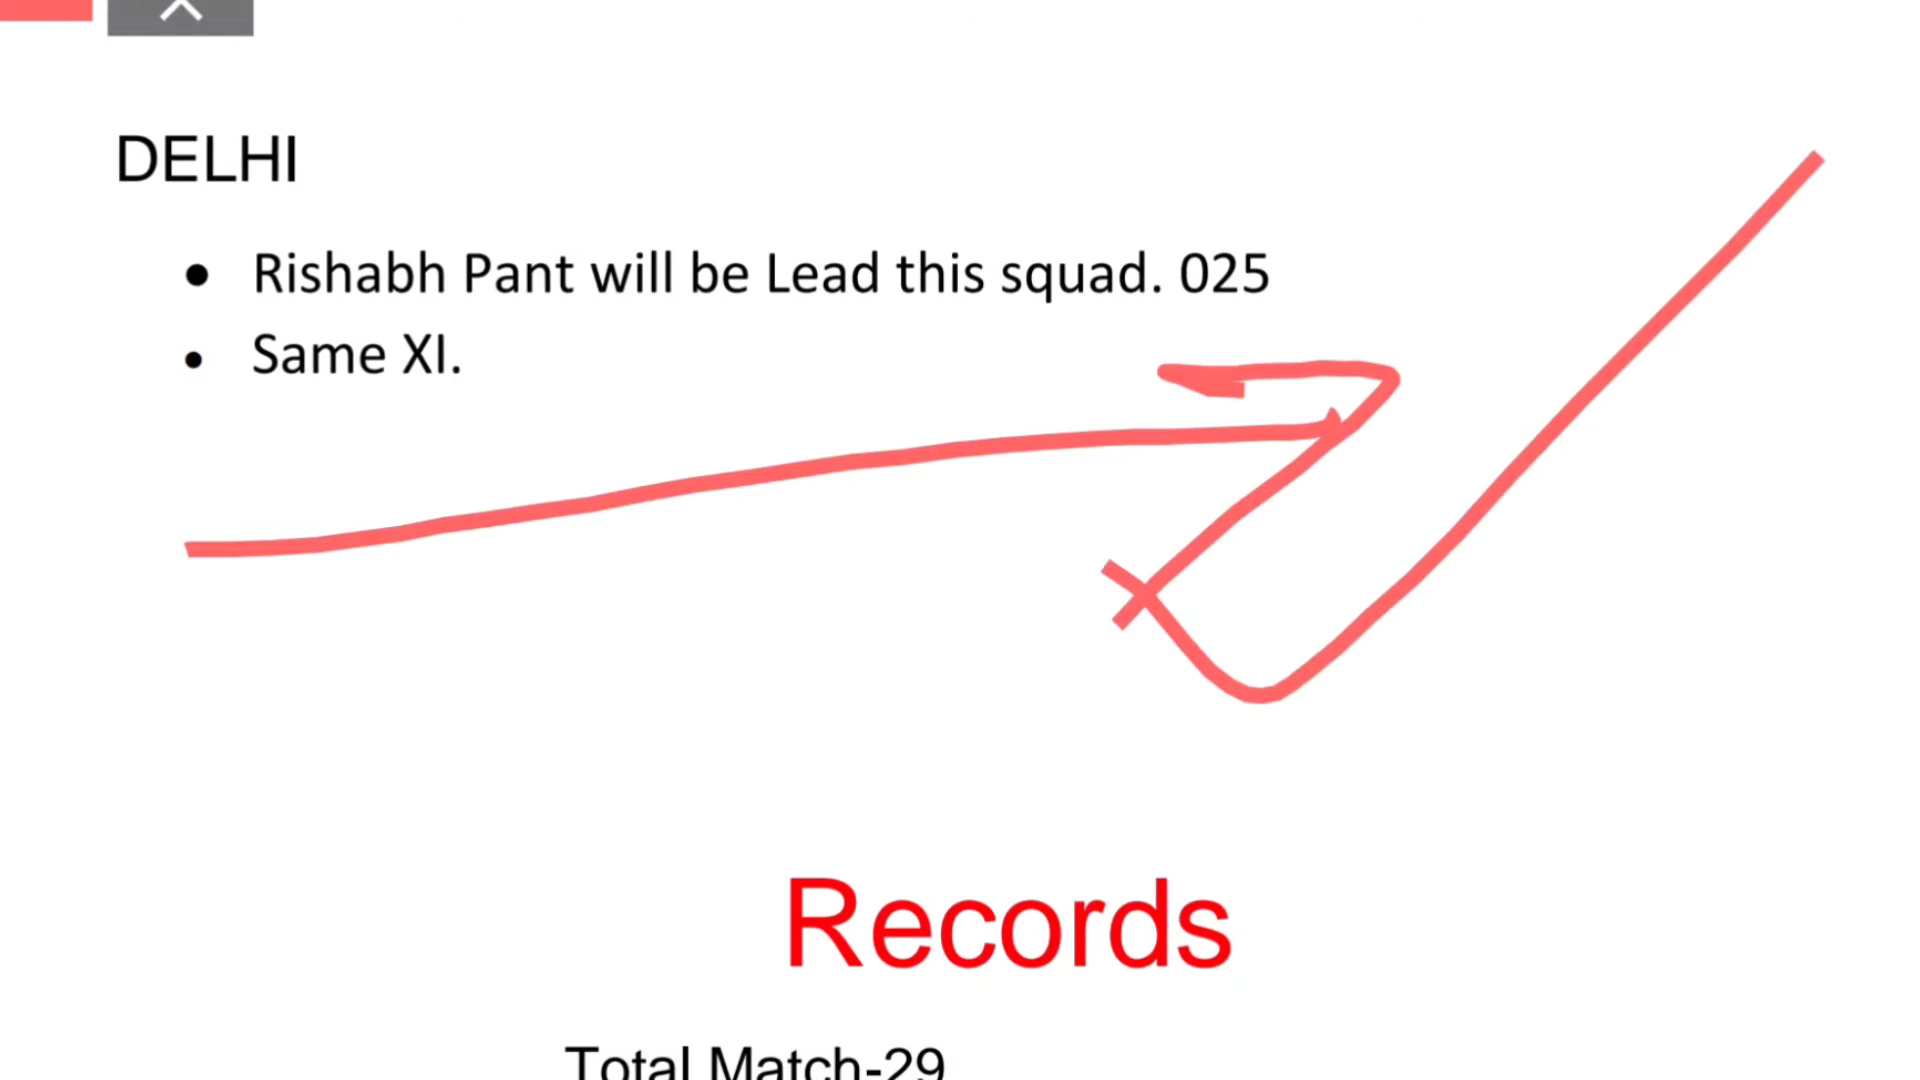 DELHI
• Rishabh Pant will be Lead this squad. 025
• Same XI.
Records
Total Match-29